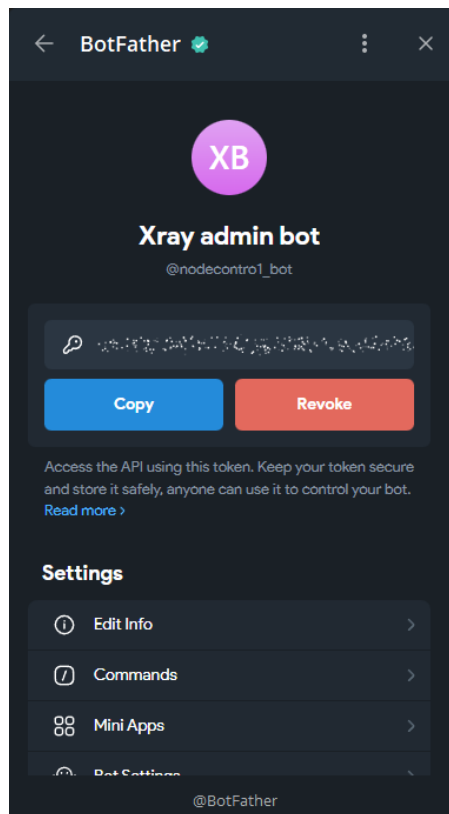 BotFather
XB
Xray admin bot
@nodecontro1_bot
Copy
Revoke
Access the API using this token. Keep your token secure
and store it safely, anyone can use it to control your bot.
Read more >
Settings
Edit Info
Commands
Mini Apps
Bot Settings
@BotFather